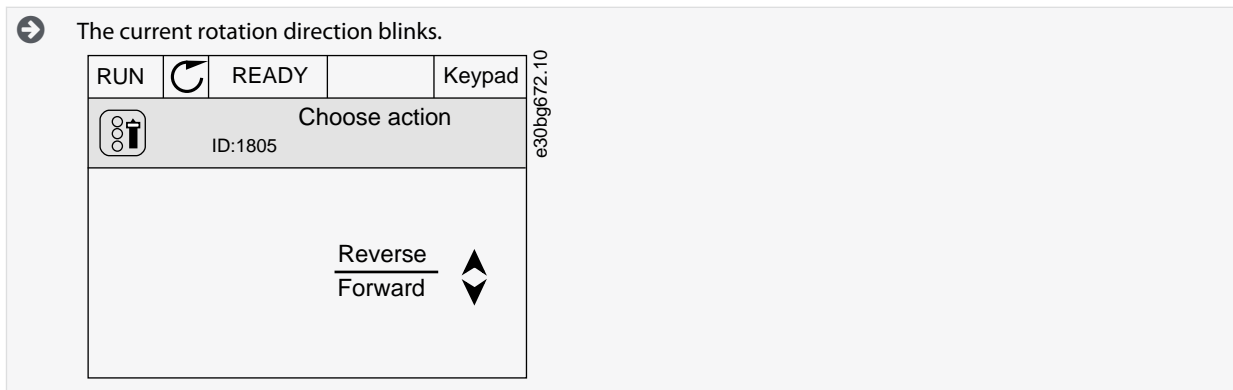 The current rotation direction blinks.
RUN READY Keypad
Choose action
ID:1805
Reverse
Forward
e30bg672.10